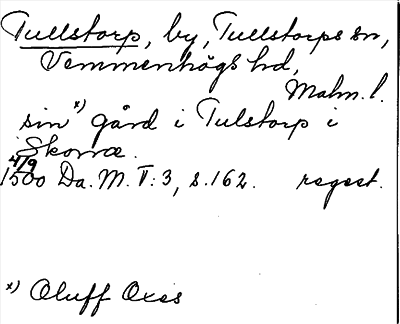 Tullstorp, by, Tullstorps sn,
Vemmenhögs hd,
Malm. l.
sin x) gård i Tulstorp i
Skonæ.
4/9
1500 Da. M. V: 3, s. 162. regest.
x) Oluff Oxes